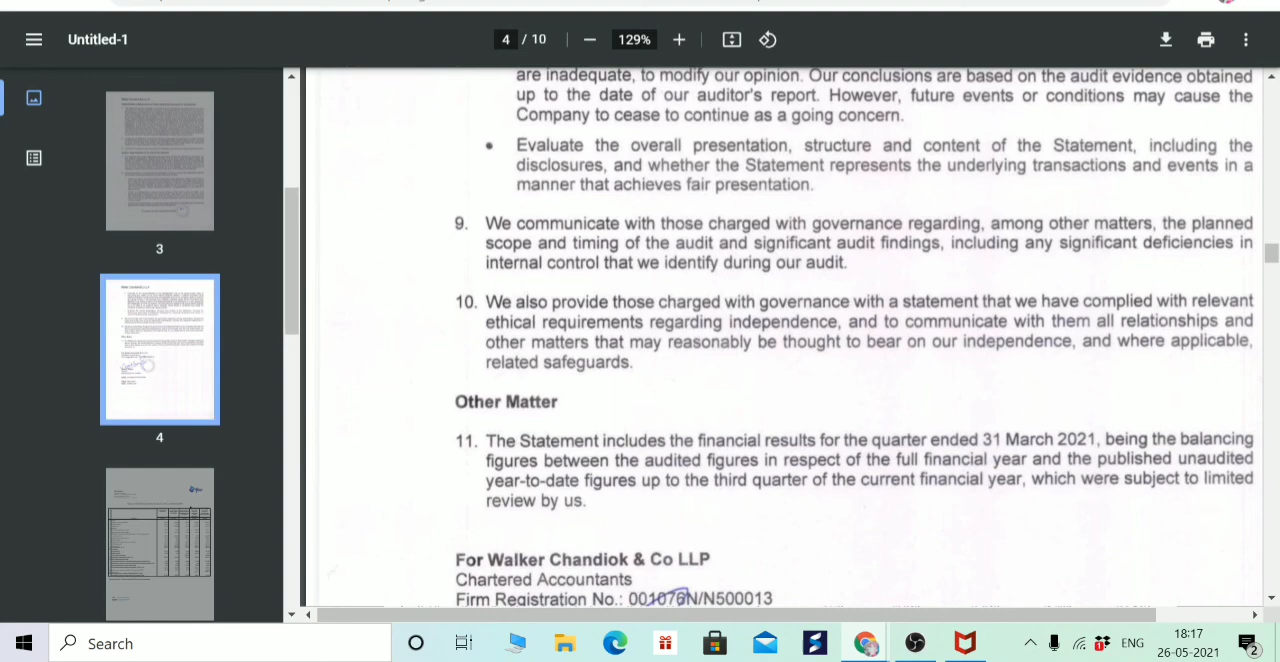 Untitled-1
4 / 10
129%
are inadequate, to modify our opinion. Our conclusions are based on the audit evidence obtained
up to the date of our auditor's report. However, future events or conditions may cause the
Company to cease to continue as a going concern.
• Evaluate the overall presentation, structure and content of the Statement, including the
disclosures, and whether the Statement represents the underlying transactions and events in a
manner that achieves fair presentation.
9. We communicate with those charged with governance regarding, among other matters, the planned
scope and timing of the audit and significant audit findings, including any significant deficiencies in
internal control that we identify during our audit.
10. We also provide those charged with governance with a statement that we have complied with relevant
ethical requirements regarding independence, and to communicate with them all relationships and
other matters that may reasonably be thought to bear on our independence, and where applicable,
related safeguards.
Other Matter
11. The Statement includes the financial results for the quarter ended 31 March 2021, being the balancing
figures between the audited figures in respect of the full financial year and the published unaudited
year-to-date figures up to the third quarter of the current financial year, which were subject to limited
review by us.
For Walker Chandiok & Co LLP
Chartered Accountants
Firm Registration No.: 001076N/N500013
3
4
Search
ENG
18:17
26-05-2021
2